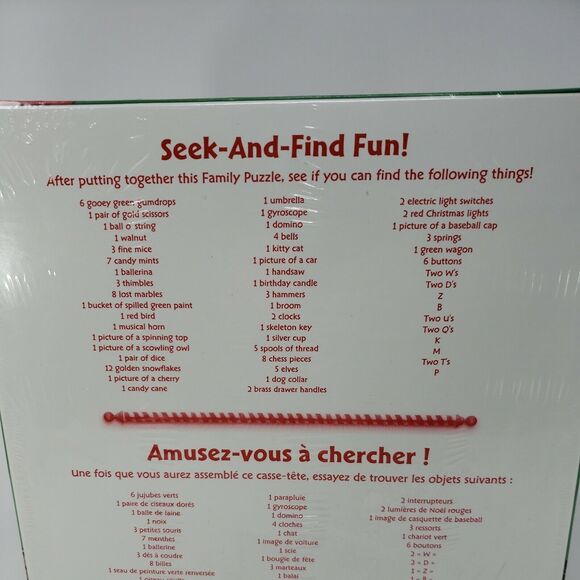 Seek-And-Find Fun!
After putting together this Family Puzzle, see if you can find the following things!
6 gooey green gumdrops
1 pair of gold scissors
1 ball o string
1 walnut
3 fine mice
7 candy mints
1 ballerina
3 thimbles
8 lost marbles
1 bucket of spilled green paint
1 red bird
1 musical horn
1 picture of a spinning top
1 picture of a scowling owl
1 pair of dice
12 golden snowflakes
1 picture of a cherry
1 candy cane
1 umbrella
1 gyroscope
1 domino
4 bells
1 kitty cat
1 picture of a car
1 handsaw
1 birthday candle
3 hammers
1 broom
2 clocks
1 skeleton key
1 silver cup
5 spools of thread
8 chess pieces
5 elves
1 dog collar
2 brass drawer handles
2 electric light switches
2 red Christmas lights
1 picture of a baseball cap
3 springs
1 green wagon
6 buttons
Two W's
Two D's
Z
B
Two U's
Two Q's
K
M
Two T's
P
Amusez-vous à chercher !
Une fois que vous aurez assemblé ce casse-tête, essayez de trouver les objets suivants :
6 jujubes verts
1 paire de ciseaux dorés
1 balle de laine
1 noix
3 petites souris
7 menthes
1 ballerine
3 dés à coudre
8 billes
1 seau de peinture verte renversée
1 parapluie
1 gyroscope
1 domino
4 cloches
1 chat
1 image de voiture
1 scie
1 bougie de fête
3 marteaux
1 balai
2 interrupteurs
2 lumières de Noël rouges
1 image de casquette de baseball
3 ressorts
1 chariot vert
6 boutons
2 « W »
2 « D »
1 « Z »